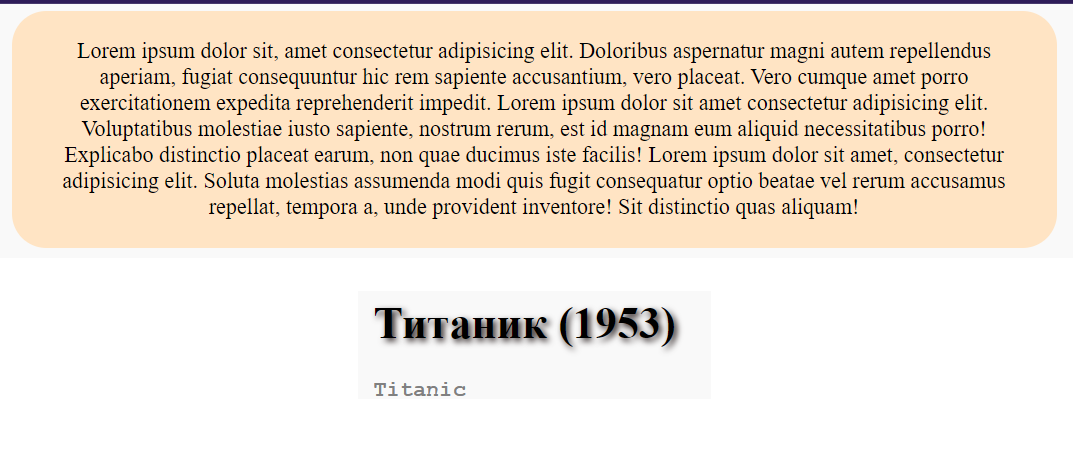 Lorem ipsum dolor sit, amet consectetur adipisicing elit. Doloribus aspernatur magni autem repellendus
aperiam, fugiat consequuntur hic rem sapiente accusantium, vero placeat. Vero cumque amet porro
exercitationem expedita reprehenderit impedit. Lorem ipsum dolor sit amet consectetur adipisicing elit.
Voluptatibus molestiae iusto sapiente, nostrum rerum, est id magnam eum aliquid necessitatibus porro!
Explicabo distinctio placeat earum, non quae ducimus iste facilis! Lorem ipsum dolor sit amet, consectetur
adipisicing elit. Soluta molestias assumenda modi quis fugit consequatur optio beatae vel rerum accusamus
repellat, tempora a, unde provident inventore! Sit distinctio quas aliquam!
Титаник (1953)
Titanic